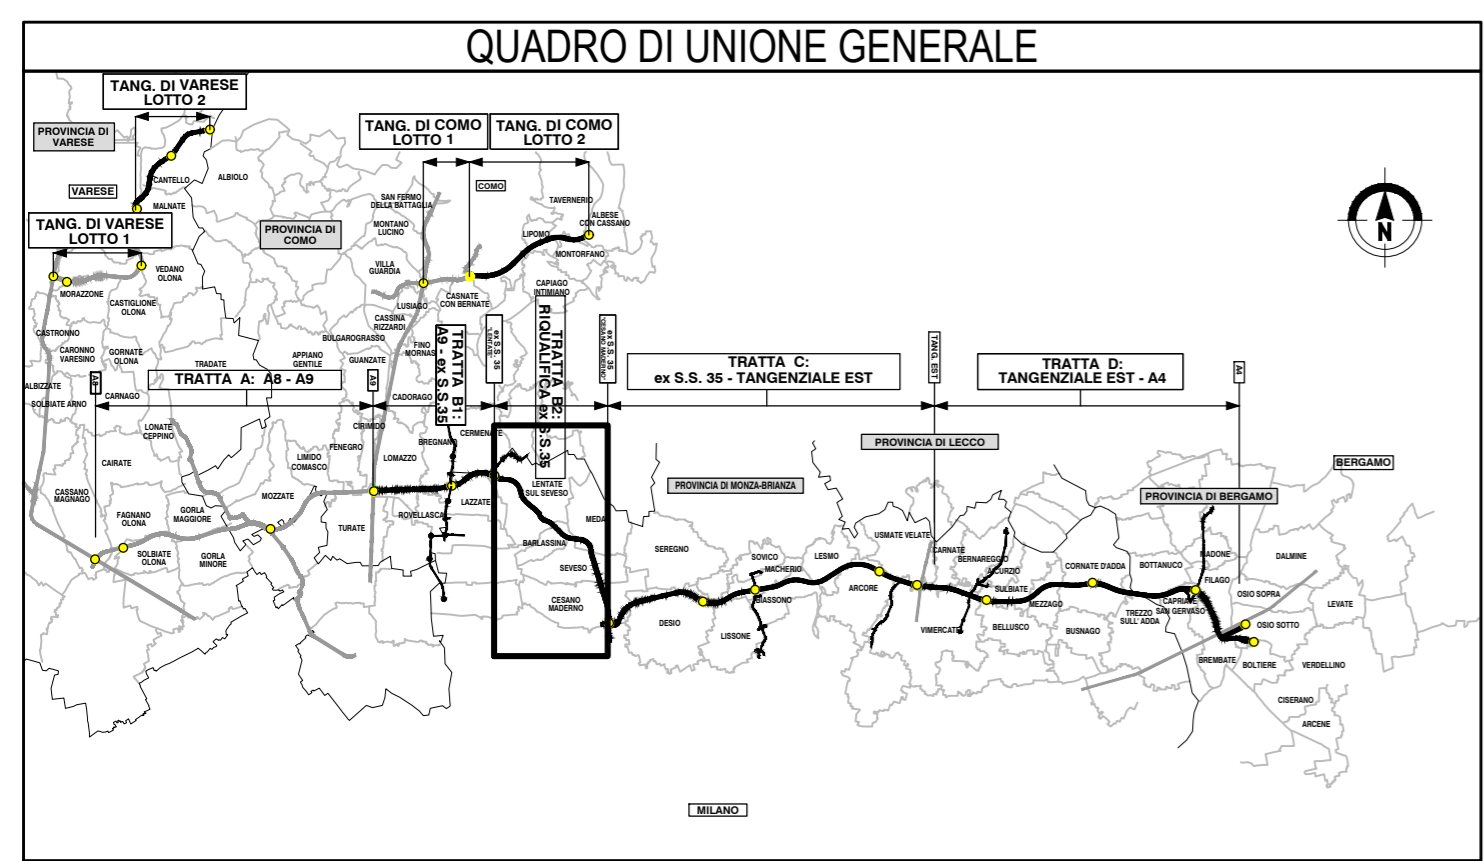 QUADRO DI UNIONE GENERALE
TANG. DI VARESE
LOTTO 2
PROVINCIA DI
VARESE
CANTELLO
ALBIOLO
VARESE
MALNATE
TANG. DI VARESE
LOTTO 1
VEDANO
OLONA
MORAZZONE
CASTIGLIONE
OLONA
PROVINCIA DI
COMO
TANG. DI COMO
LOTTO 1
TANG. DI COMO
LOTTO 2
COMO
SAN FERMO
DELLA BATTAGLIA
MONTANO
LUCINO
VILLA
GUARDIA
TAVERNERIO
ALBESE
CON CASSANO
LIPOMO
MONTORFANO
CAPIAGO
INTIMIANO
CASNATE
CON BERNATE
LUSIAGO
CASSINA
RIZZARDI
BULGAROGRASSO
FINO
MORNAS
GUANZATE
APPIANO
GENTILE
TRADATE
CASTRONNO
CARONNO
VARESINO
GORNATE
OLONA
ALBIZZATE
SOLBIATE ARNO
CARNAGO
A8
TRATTA A: A8 - A9
A9
CADORAGO
TRATTA B1:
A9 - ex S.S.35
ex S.S. 35
"LENTATE"
TRATTA B2:
RIQUALIFICA ex S.S.35
ex S.S. 35
"CESANO MADERNO"
TRATTA C:
ex S.S. 35 - TANGENZIALE EST
TANG. EST
TRATTA D:
TANGENZIALE EST - A4
A4
N
LONATE
CEPPINO
CIRIMIDO
FENEGRO
LIMIDO
COMASCO
LOMAZZO
BREGNANO
CERMENATE
CAIRATE
CASSANO
MAGNAGO
FAGNANO
OLONA
GORLA
MAGGIORE
MOZZATE
SOLBIATE
OLONA
GORLA
MINORE
TURATE
ROVELLASCA
LAZZATE
LENTATE
SUL SEVESO
MEDA
BARLASSINA
SEVESO
CESANO
MADERNO
PROVINCIA DI MONZA-BRIANZA
PROVINCIA DI LECCO
PROVINCIA DI BERGAMO
BERGAMO
SEREGNO
DESIO
LISSONE
SOVICO
MACHERIO
BIASSONO
LESMO
ARCORE
USMATE VELATE
CARNATE
BERNAREGGIO
AICURZIO
SULBIATE
VIMERCATE
BELLUSCO
MEZZAGO
BUSNAGO
CORNATE D'ADDA
TREZZO
SULL' ADDA
BOTTANUCO
MADONE
FILAGO
CAPRIATE
SAN GERVASO
DALMINE
OSIO SOPRA
OSIO SOTTO
LEVATE
BREMBATE
BOLTIERE
VERDELLINO
CISERANO
ARCENE
MILANO